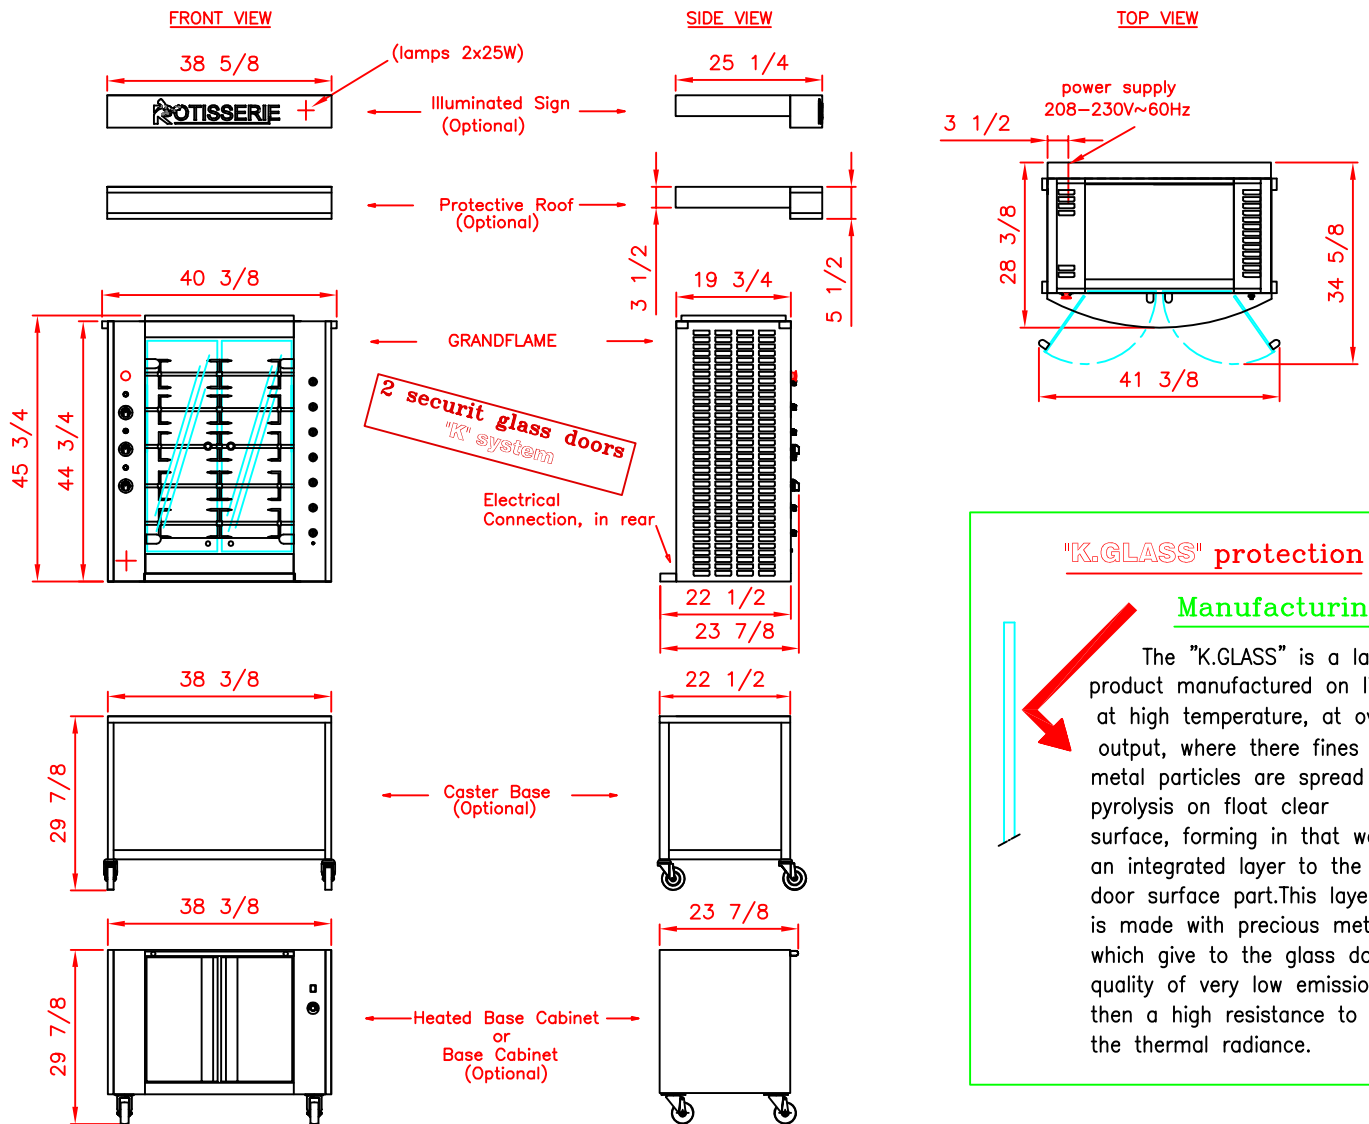 FRONT VIEW
SIDE VIEW
TOP VIEW
38 5/8
(lamps 2x25W)
25 1/4
power supply
208-230V~60Hz
ROTISSERIE
Illuminated Sign
(Optional)
3 1/2
Protective Roof
(Optional)
3 1/2
5 1/2
28 3/8
34 5/8
40 3/8
19 3/4
GRANDFLAME
41 3/8
45 3/4
44 3/4
2 securit glass doors
"K" system
Electrical
Connection, in rear
22 1/2
23 7/8
"K.GLASS" protection
Manufacturin
The "K.GLASS" is a la
product manufactured on l
at high temperature, at ov
output, where there fines
metal particles are spread
pyrolysis on float clear
surface, forming in that w
an integrated layer to the
door surface part.This laye
is made with precious met
which give to the glass do
quality of very low emissio
then a high resistance to
the thermal radiance.
38 3/8
22 1/2
29 7/8
Caster Base
(Optional)
38 3/8
23 7/8
29 7/8
Heated Base Cabinet
or
Base Cabinet
(Optional)